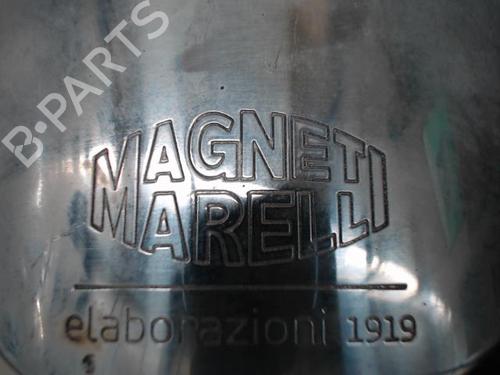 B-PARTS
MAGNETI
MARELLI
elaborazioni 1919